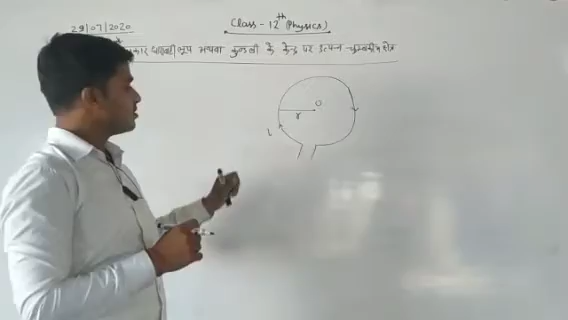 29/07/2020
Class - 12th (Physics)
धारावाही लूप अथवा कुण्डली के केन्द्र पर उत्पन्न चुम्बकीय क्षेत्र
O
r